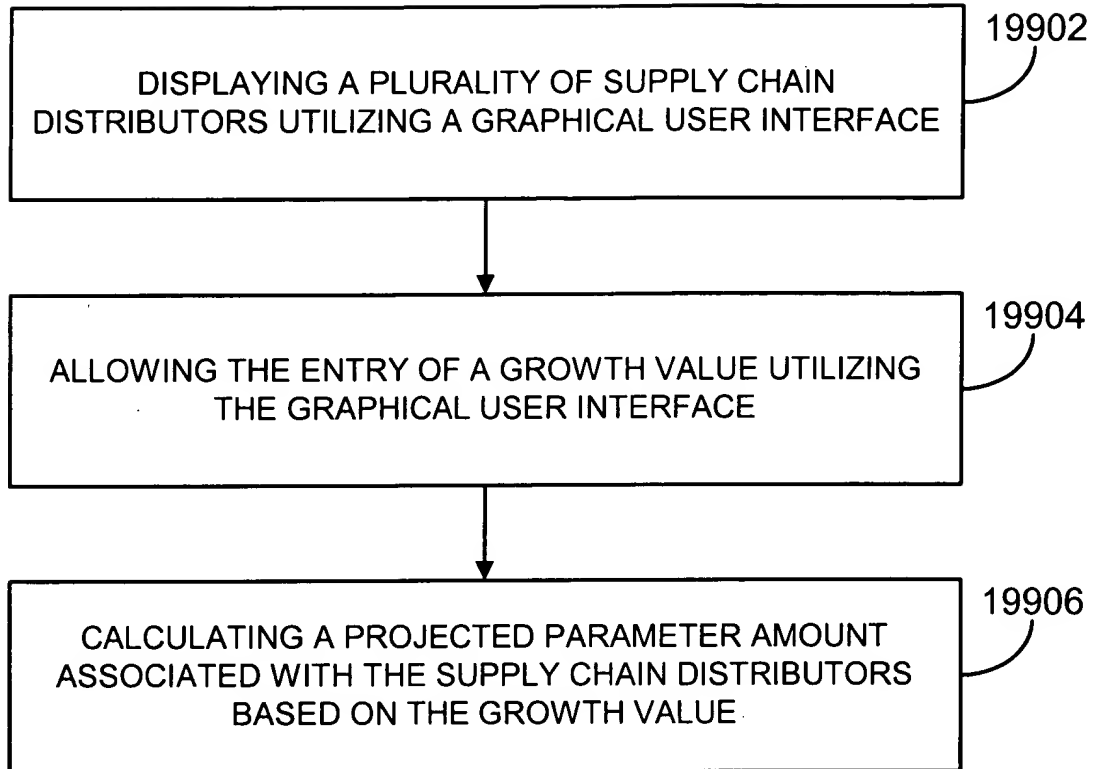 19902
DISPLAYING A PLURALITY OF SUPPLY CHAIN
DISTRIBUTORS UTILIZING A GRAPHICAL USER INTERFACE
19904
ALLOWING THE ENTRY OF A GROWTH VALUE UTILIZING
THE GRAPHICAL USER INTERFACE
19906
CALCULATING A PROJECTED PARAMETER AMOUNT
ASSOCIATED WITH THE SUPPLY CHAIN DISTRIBUTORS
BASED ON THE GROWTH VALUE